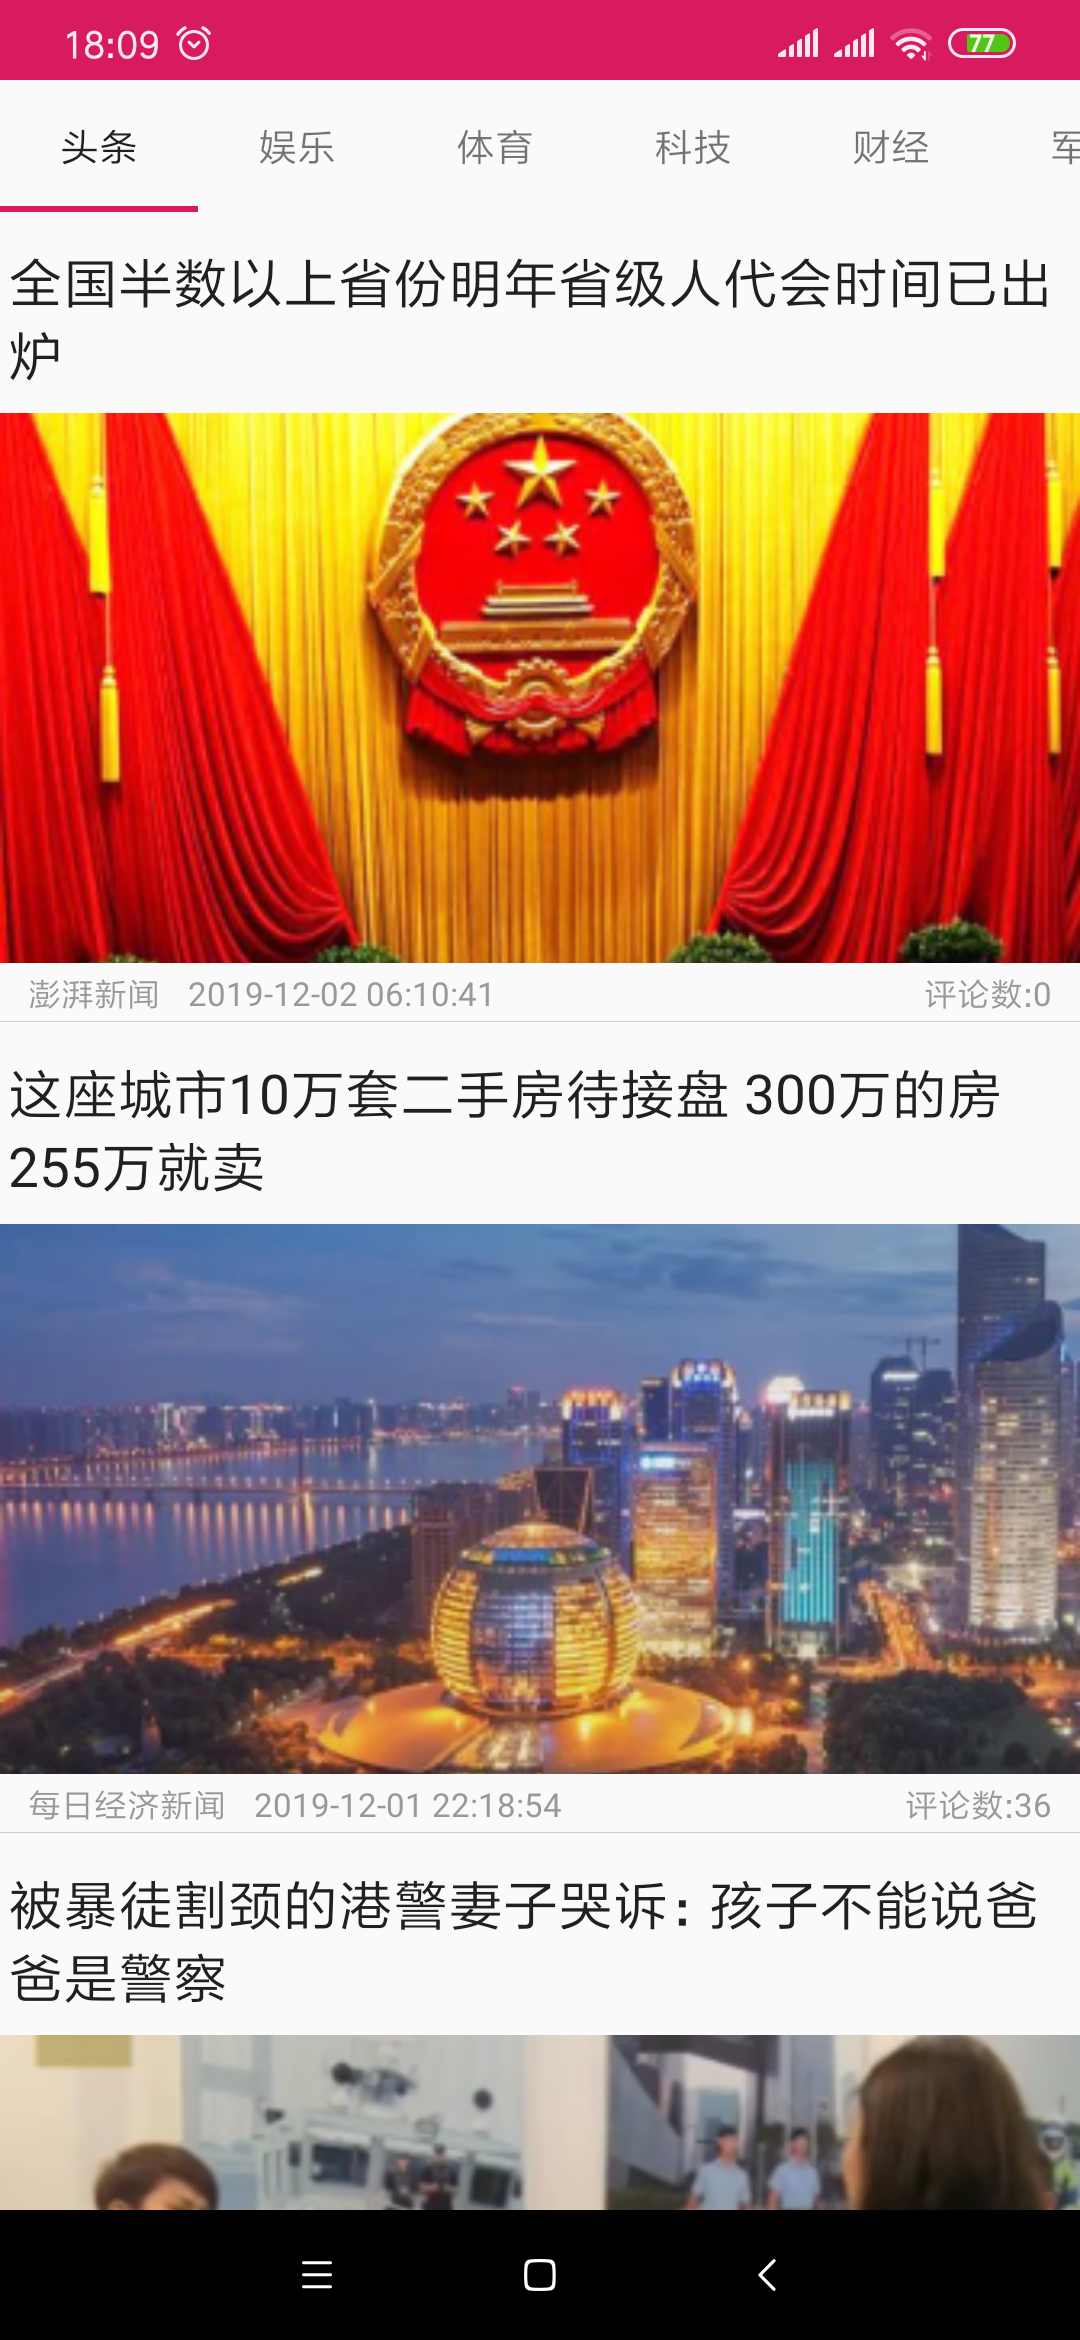 18:09
77
头条 娱乐 体育 科技 财经 军
全国半数以上省份明年省级人代会时间已出
炉
澎湃新闻 2019-12-02 06:10:41 评论数:0
这座城市10万套二手房待接盘 300万的房
255万就卖
每日经济新闻 2019-12-01 22:18:54 评论数:36
被暴徒割颈的港警妻子哭诉：孩子不能说爸
爸是警察